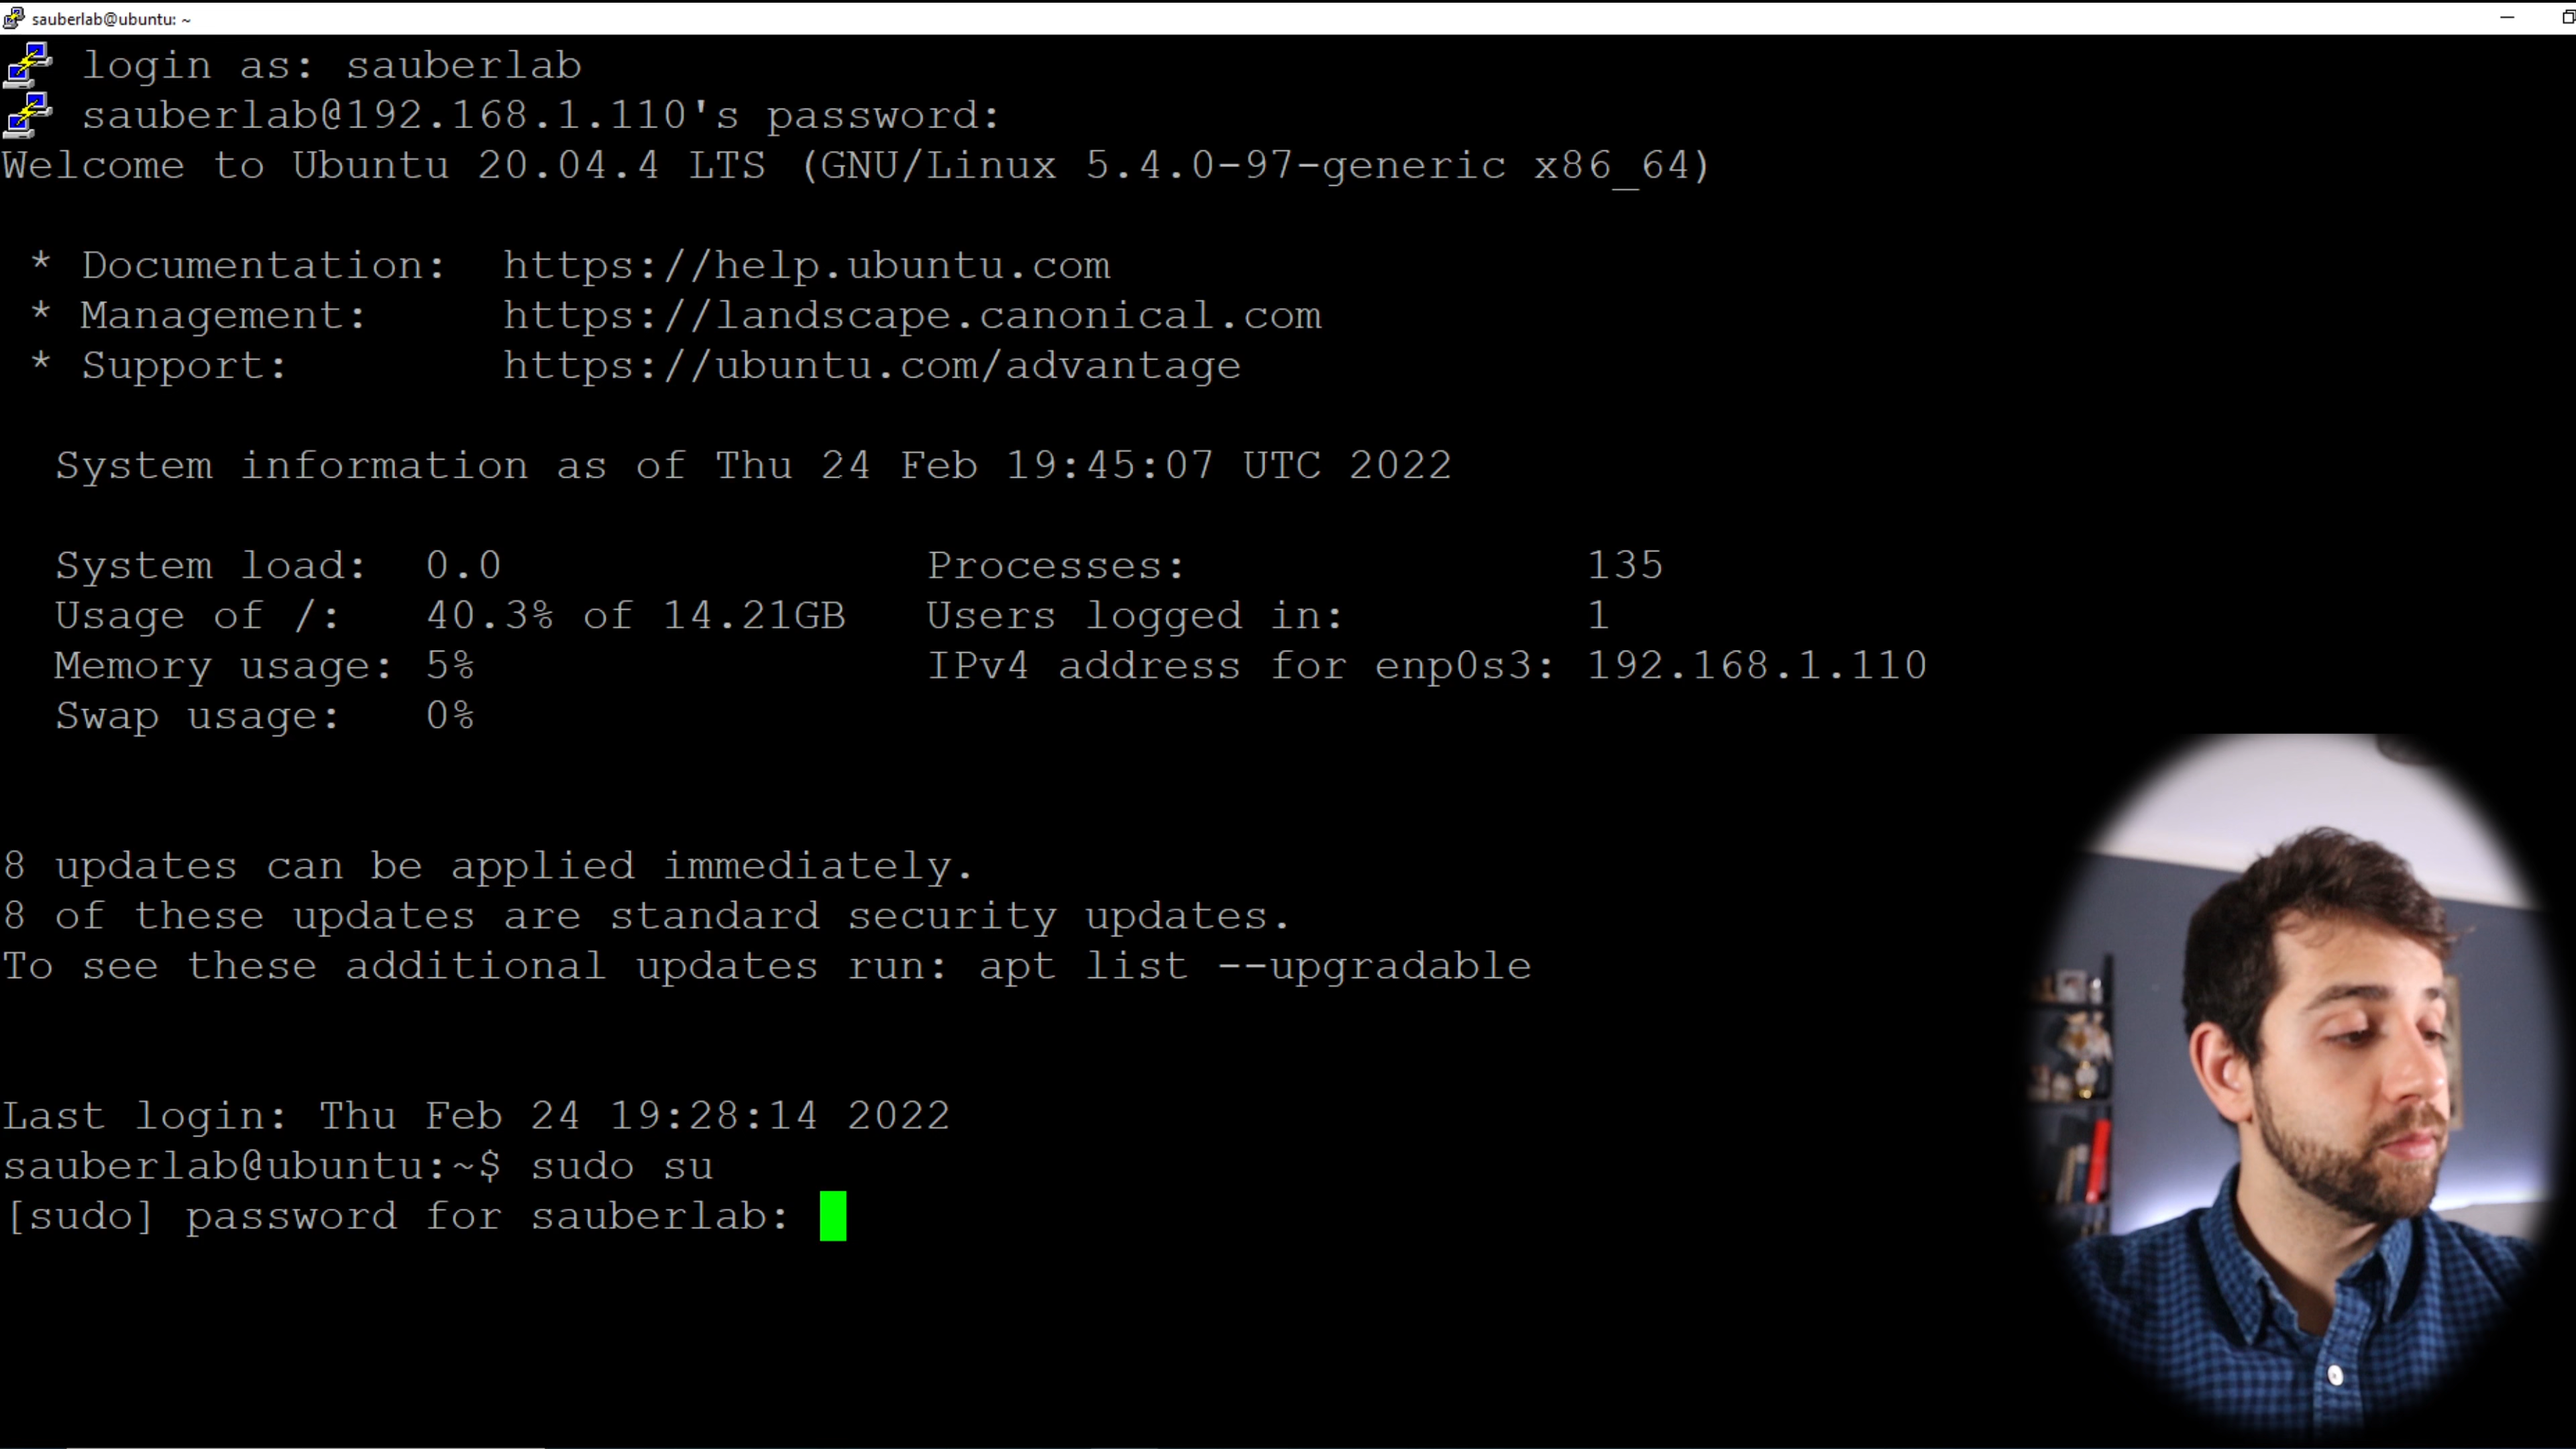 sauberlab@ubuntu: ~
login as: sauberlab
sauberlab@192.168.1.110's password:
Welcome to Ubuntu 20.04.4 LTS (GNU/Linux 5.4.0-97-generic x86_64)
* Documentation: https://help.ubuntu.com
* Management: https://landscape.canonical.com
* Support: https://ubuntu.com/advantage
System information as of Thu 24 Feb 19:45:07 UTC 2022
System load: 0.0 Processes: 135
Usage of /: 40.3% of 14.21GB Users logged in: 1
Memory usage: 5% IPv4 address for enp0s3: 192.168.1.110
Swap usage: 0%
8 updates can be applied immediately.
8 of these updates are standard security updates.
To see these additional updates run: apt list --upgradable
Last login: Thu Feb 24 19:28:14 2022
sauberlab@ubuntu:~$ sudo su
[sudo] password for sauberlab: